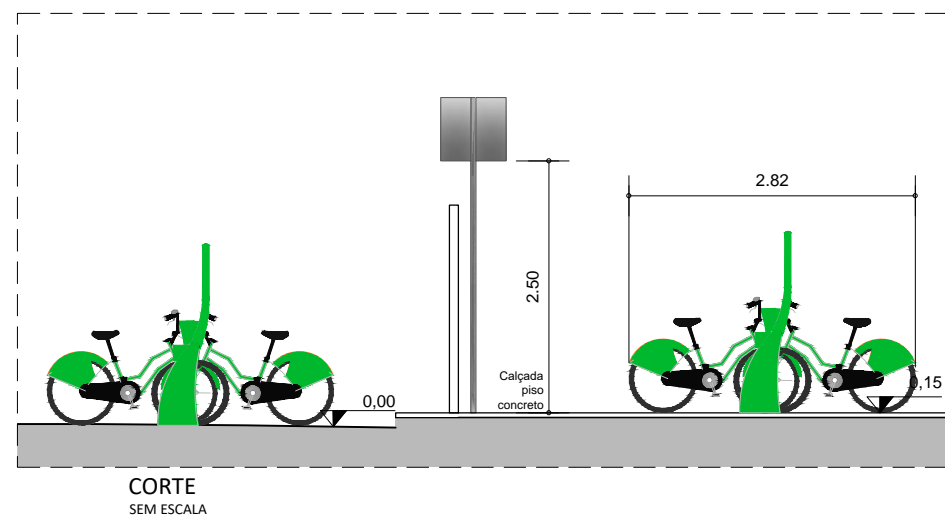 2.82
2.50
Calçada
piso
concreto
0,00
0,15
CORTE
SEM ESCALA